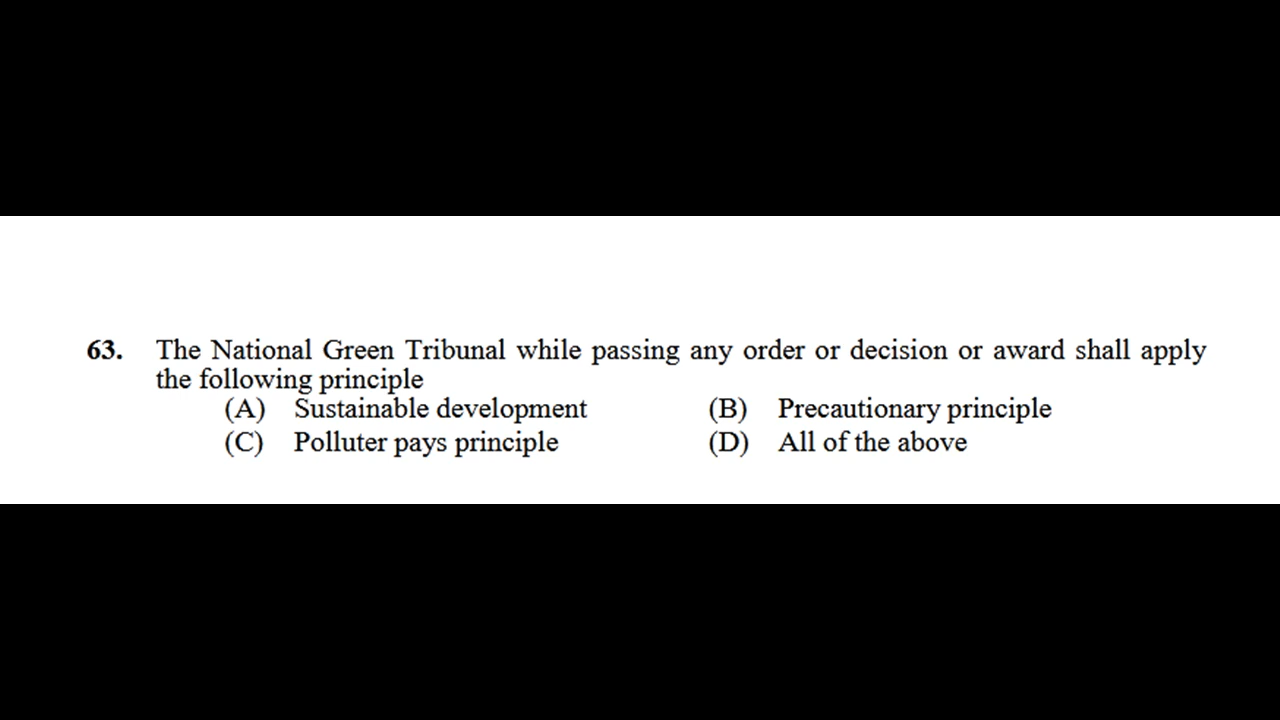 63. The National Green Tribunal while passing any order or decision or award shall apply
the following principle
(A) Sustainable development (B) Precautionary principle
(C) Polluter pays principle (D) All of the above